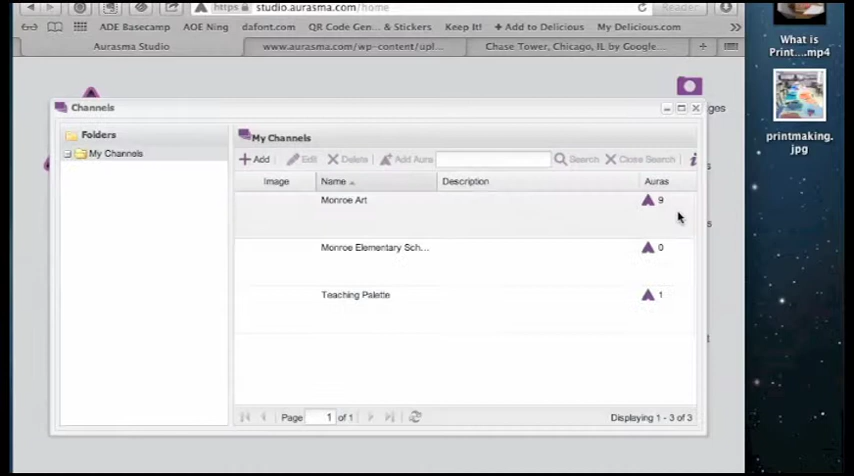 https studio.aurasma.com/home Reader
ADE Basecamp AOE Ning dafont.com QR Code Gen...& Stickers Keep It! + Add to Delicious My Delicious.com »
Aurasma Studio www.aurasma.com/wp-content/upl... Chase Tower, Chicago, IL by Google... +
What is
Print....mp4
printmaking.
jpg
Channels
ges
Folders
My Channels
My Channels
Add Edit Delete Add Aura Search Close Search i
Image Name Description Auras
Monroe Art 9
Monroe Elementary Sch... 0
Teaching Palette 1
Page 1 of 1 Displaying 1 - 3 of 3